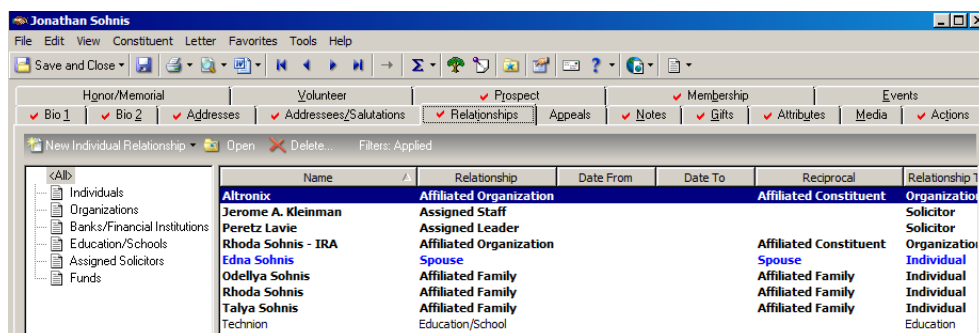 Jonathan Sohnis
File Edit View Constituent Letter Favorites Tools Help
Save and Close
Honor/Memorial Volunteer Prospect Membership Events
Bio 1 Bio 2 Addresses Addressees/Salutations Relationships Appeals Notes Gifts Attributes Media Actions
New Individual Relationship Open Delete... Filters: Applied
<All> Name Relationship Date From Date To Reciprocal Relationship T
Individuals Altronix Affiliated Organization Affiliated Constituent Organization
Organizations Jerome A. Kleinman Assigned Staff Solicitor
Banks/Financial Institutions Peretz Lavie Assigned Leader Solicitor
Education/Schools Rhoda Sohnis - IRA Affiliated Organization Affiliated Constituent Organization
Assigned Solicitors Edna Sohnis Spouse Spouse Individual
Funds Odellya Sohnis Affiliated Family Affiliated Family Individual
Rhoda Sohnis Affiliated Family Affiliated Family Individual
Talya Sohnis Affiliated Family Affiliated Family Individual
Technion Education/School Education